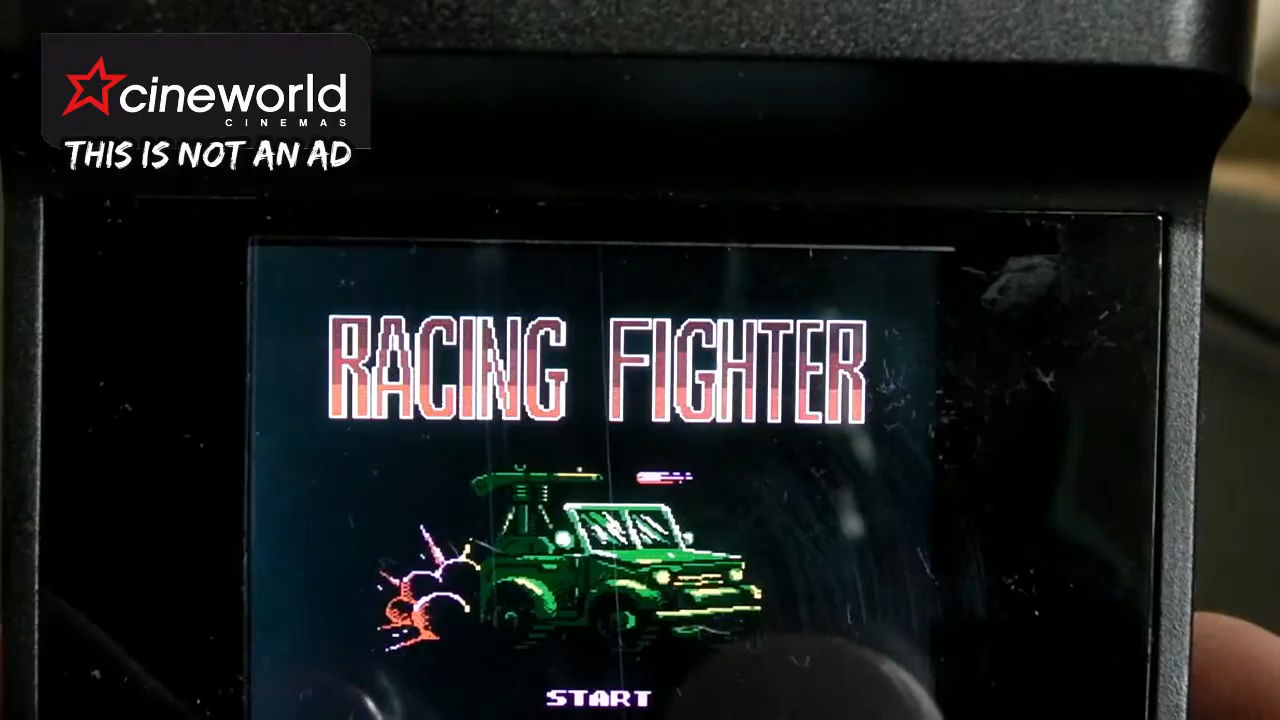 cineworld
CINEMAS
THIS IS NOT AN AD
RACING FIGHTER
START